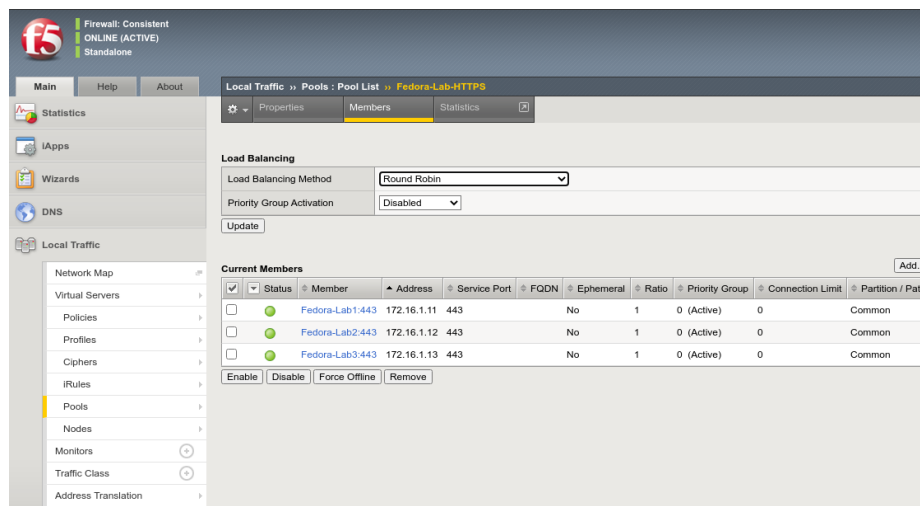 f5
Firewall: Consistent
ONLINE (ACTIVE)
Standalone
Main Help About
Local Traffic ›› Pools : Pool List ›› Fedora-Lab-HTTPS
Properties Members Statistics
Statistics
iApps
Wizards
DNS
Local Traffic
Network Map
Virtual Servers
Policies
Profiles
Ciphers
iRules
Pools
Nodes
Monitors
Traffic Class
Address Translation
Load Balancing
Load Balancing Method Round Robin
Priority Group Activation Disabled
Update
Current Members Add.
Status Member Address Service Port FQDN Ephemeral Ratio Priority Group Connection Limit Partition / Pat
Fedora-Lab1:443 172.16.1.11 443 No 1 0 (Active) 0 Common
Fedora-Lab2:443 172.16.1.12 443 No 1 0 (Active) 0 Common
Fedora-Lab3:443 172.16.1.13 443 No 1 0 (Active) 0 Common
Enable Disable Force Offline Remove